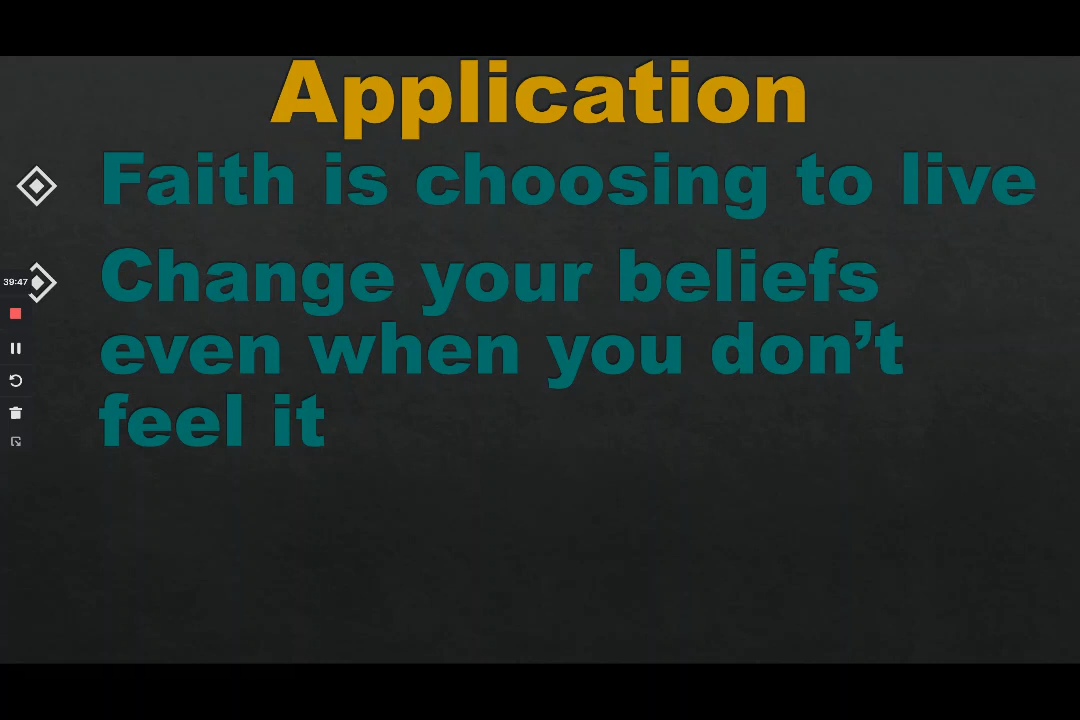 Application
Faith is choosing to live
Change your beliefs
even when you don’t
feel it
39:47